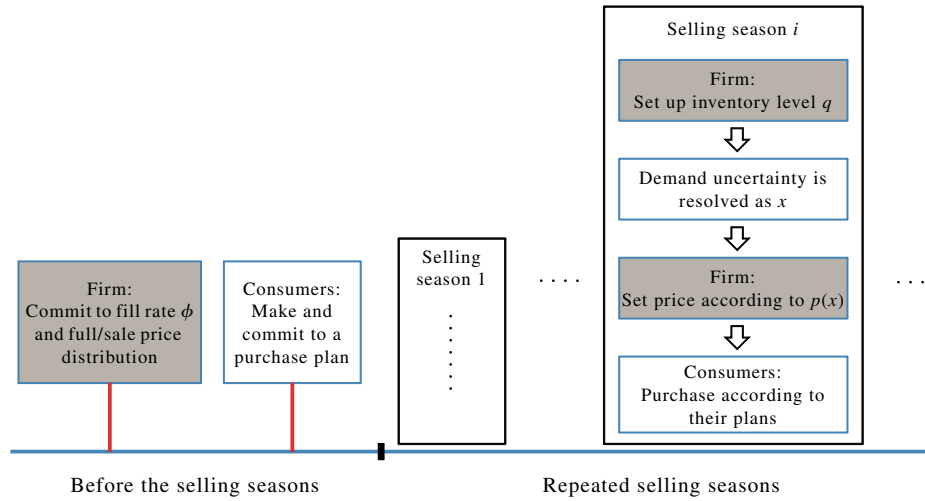 Firm:
Commit to fill rate ϕ
and full/sale price
distribution
Consumers:
Make and
commit to a
purchase plan
Selling
season 1
. . . .
Selling season i
Firm:
Set up inventory level q
Demand uncertainty is
resolved as x
Firm:
Set price according to p(x)
Consumers:
Purchase according to
their plans
. . .
Before the selling seasons
Repeated selling seasons